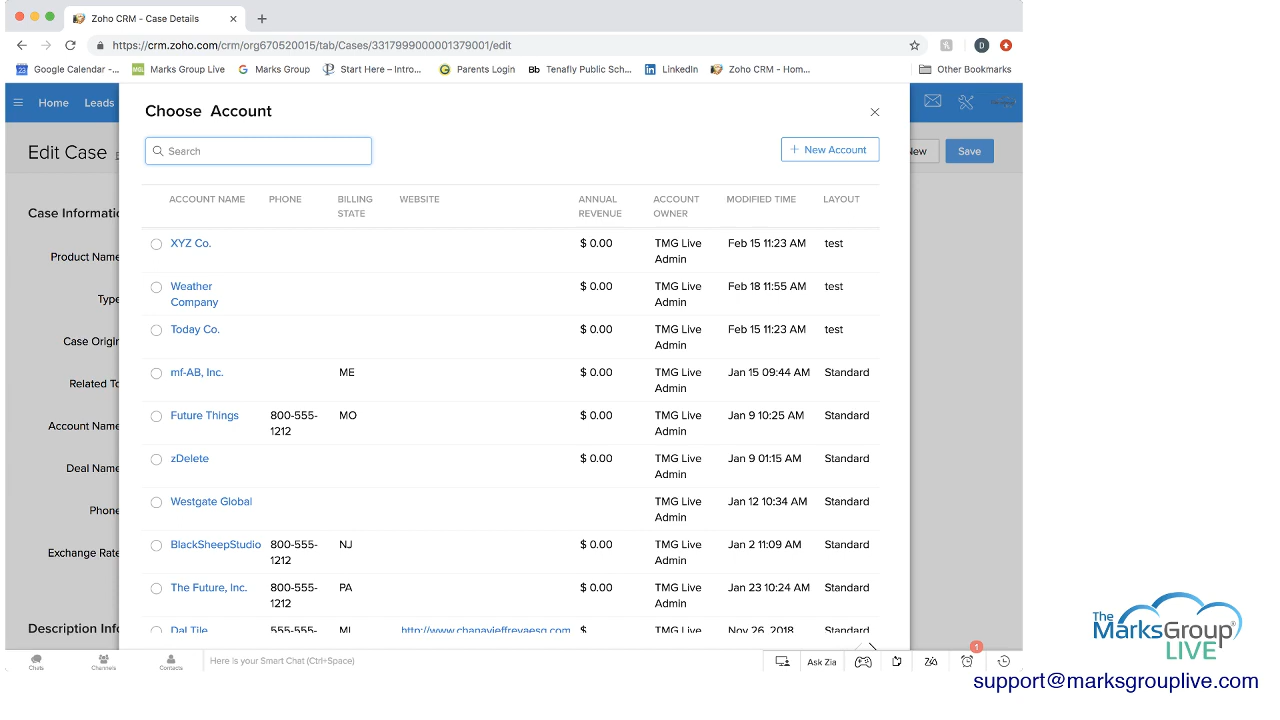 Zoho CRM - Case Details
https://crm.zoho.com/crm/org670520015/tab/Cases/3317999000001379001/edit
D
23 Google Calendar -...
MGL Marks Group Live
G Marks Group
Start Here – Intro...
Parents Login
Bb Tenafly Public Sch...
in LinkedIn
Zoho CRM - Hom...
Other Bookmarks
Home Leads
Choose Account
Edit Case
Search
+ New Account
New
Save
ACCOUNT NAME PHONE BILLING STATE WEBSITE ANNUAL REVENUE ACCOUNT OWNER MODIFIED TIME LAYOUT
Case Informatio
Product Name
Type
Case Origin
Related To
Account Name
Deal Name
Phone
Exchange Rate
Description Info
XYZ Co. $ 0.00 TMG Live Admin Feb 15 11:23 AM test
Weather Company $ 0.00 TMG Live Admin Feb 18 11:55 AM test
Today Co. $ 0.00 TMG Live Admin Feb 15 11:23 AM test
mf-AB, Inc. ME $ 0.00 TMG Live Admin Jan 15 09:44 AM Standard
Future Things 800-555-1212 MO $ 0.00 TMG Live Admin Jan 9 10:25 AM Standard
zDelete $ 0.00 TMG Live Admin Jan 9 01:15 AM Standard
Westgate Global TMG Live Admin Jan 12 10:34 AM Standard
BlackSheepStudio 800-555-1212 NJ $ 0.00 TMG Live Admin Jan 2 11:09 AM Standard
The Future, Inc. 800-555-1212 PA $ 0.00 TMG Live Admin Jan 23 10:24 AM Standard
Dal Tile 555-555- MI http://www.chanayjeffreyaesq.com $ TMG Live Nov 26, 2018 Standard
Chats
Channels
Contacts
Here is your Smart Chat (Ctrl+Space)
Ask Zia
1
The
MarksGroup®
LIVE
support@marksgrouplive.com